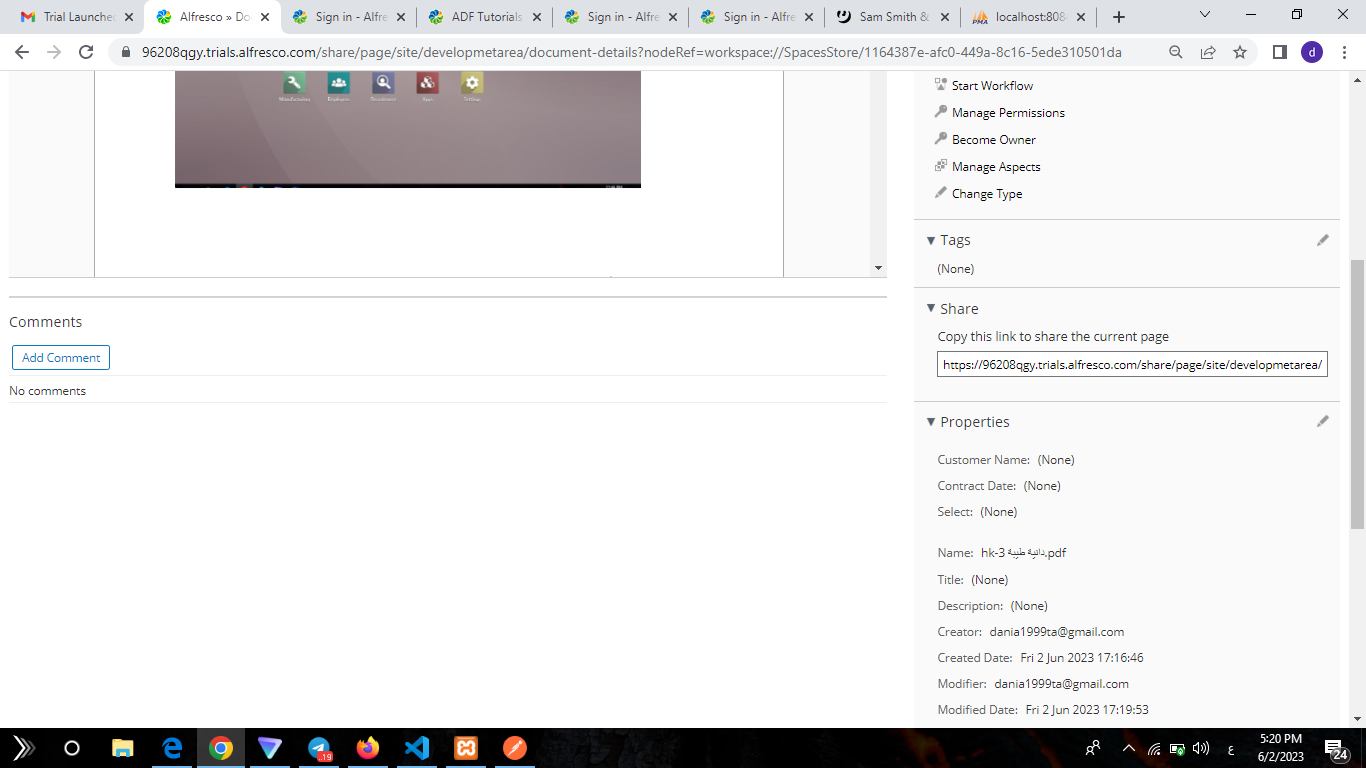 Trial Launched
Alfresco » Do
Sign in - Alfre
ADF Tutorials
Sign in - Alfre
Sign in - Alfre
Sam Smith &
localhost:808
96208qgy.trials.alfresco.com/share/page/site/developmetarea/document-details?nodeRef=workspace://SpacesStore/1164387e-afc0-449a-8c16-5ede310501da
d
Manufacturing
Employees
Recruitment
Apps
Settings
Comments
Add Comment
No comments
Start Workflow
Manage Permissions
Become Owner
Manage Aspects
Change Type
Tags
(None)
Share
Copy this link to share the current page
https://96208qgy.trials.alfresco.com/share/page/site/developmetarea/
Properties
Customer Name: (None)
Contract Date: (None)
Select: (None)
Name: hk-3 دانية طيبة.pdf
Title: (None)
Description: (None)
Creator: dania1999ta@gmail.com
Created Date: Fri 2 Jun 2023 17:16:46
Modifier: dania1999ta@gmail.com
Modified Date: Fri 2 Jun 2023 17:19:53
.19
ع
5:20 PM
6/2/2023
24